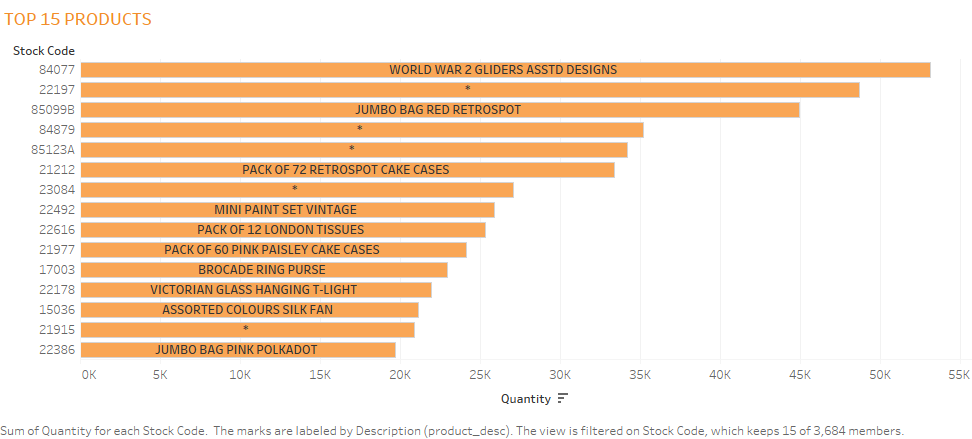 TOP 15 PRODUCTS
Stock Code
84077 WORLD WAR 2 GLIDERS ASSTD DESIGNS
22197 *
85099B JUMBO BAG RED RETROSPOT
84879 *
85123A *
21212 PACK OF 72 RETROSPOT CAKE CASES
23084 *
22492 MINI PAINT SET VINTAGE
22616 PACK OF 12 LONDON TISSUES
21977 PACK OF 60 PINK PAISLEY CAKE CASES
17003 BROCADE RING PURSE
22178 VICTORIAN GLASS HANGING T-LIGHT
15036 ASSORTED COLOURS SILK FAN
21915 *
22386 JUMBO BAG PINK POLKADOT
0K 5K 10K 15K 20K 25K 30K 35K 40K 45K 50K 55K
Quantity
Sum of Quantity for each Stock Code. The marks are labeled by Description (product_desc). The view is filtered on Stock Code, which keeps 15 of 3,684 members.